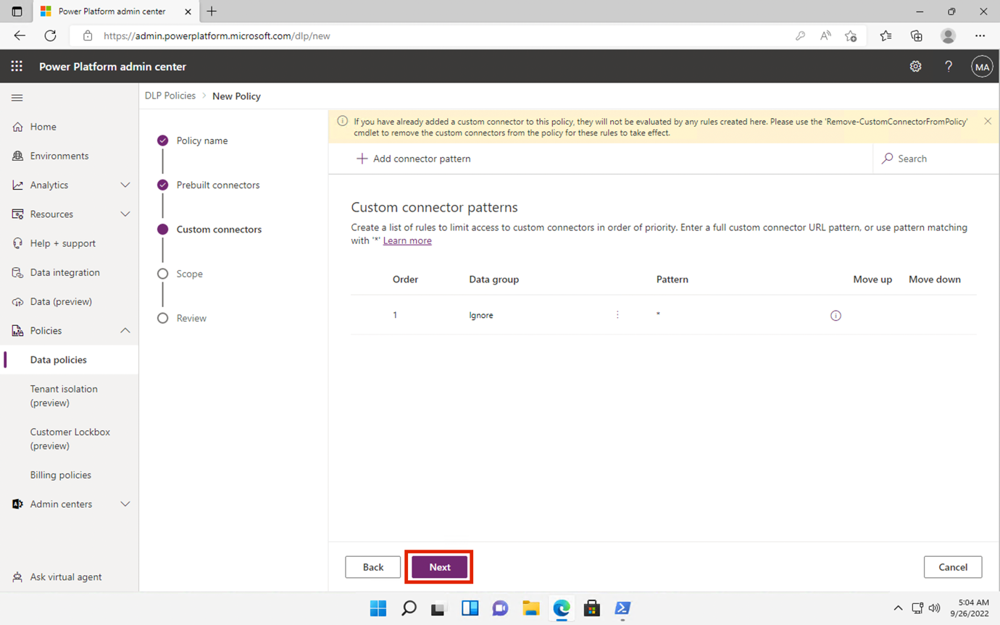 Power Platform admin center
https://admin.powerplatform.microsoft.com/dlp/new
Power Platform admin center
MA
DLP Policies > New Policy
Home
Environments
Analytics
Resources
Help + support
Data integration
Data (preview)
Policies
Data policies
Tenant isolation
(preview)
Customer Lockbox
(preview)
Billing policies
Admin centers
Ask virtual agent
Policy name
Prebuilt connectors
Custom connectors
Scope
Review
If you have already added a custom connector to this policy, they will not be evaluated by any rules created here. Please use the 'Remove-CustomConnectorFromPolicy'
cmdlet to remove the custom connectors from the policy for these rules to take effect.
Add connector pattern
Search
Custom connector patterns
Create a list of rules to limit access to custom connectors in order of priority. Enter a full custom connector URL pattern, or use pattern matching
with '*' Learn more
Order Data group Pattern Move up Move down
1 Ignore *
Back Next Cancel
5:04 AM
9/26/2022